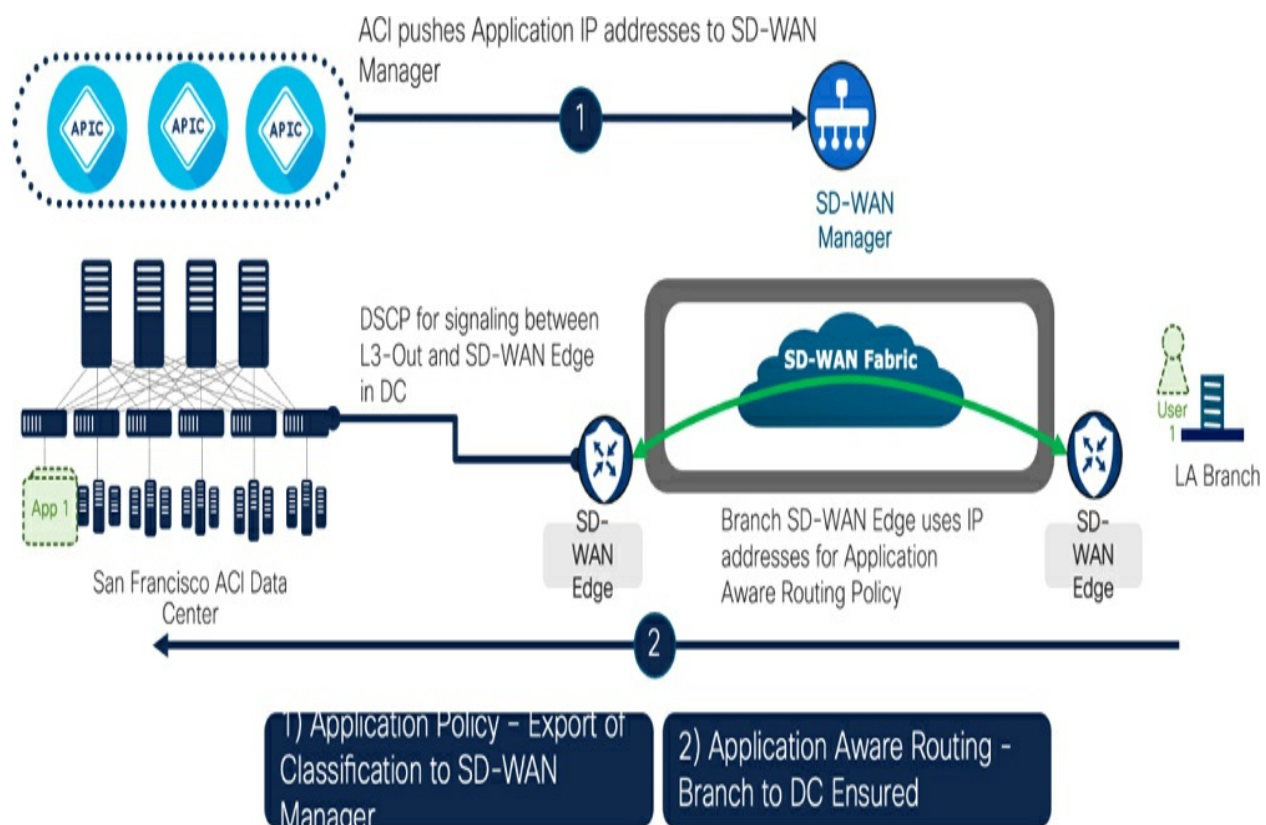 ACI pushes Application IP addresses to SD-WAN
Manager
APIC
APIC
APIC
1
SD-WAN
Manager
DSCP for signaling between
L3-Out and SD-WAN Edge
in DC
SD-WAN Fabric
User
1
LA Branch
App 1
SD-
WAN
Edge
Branch SD-WAN Edge uses IP
addresses for Application
Aware Routing Policy
SD-
WAN
Edge
San Francisco ACI Data
Center
2
1) Application Policy – Export of
Classification to SD-WAN
Manager
2) Application Aware Routing –
Branch to DC Ensured